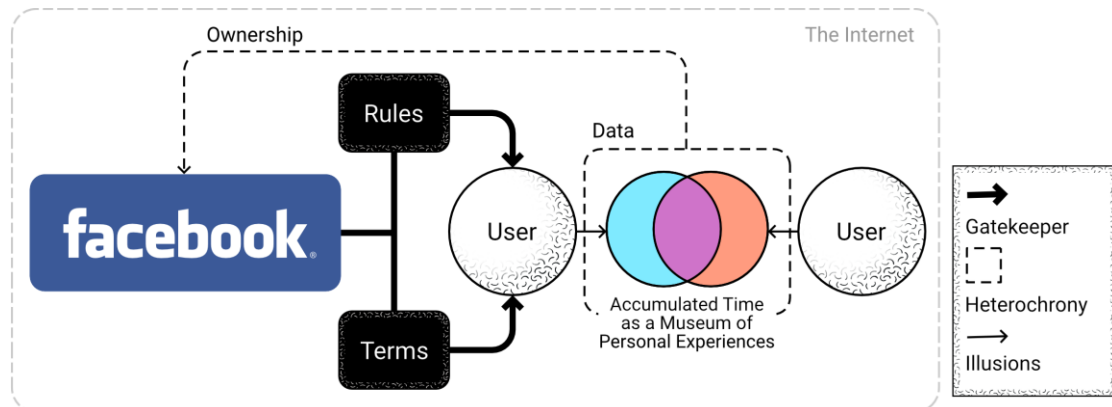 Ownership
The Internet
Rules
Data
facebook®
User
User
Accumulated Time
as a Museum of
Personal Experiences
Terms
Gatekeeper
Heterochrony
Illusions